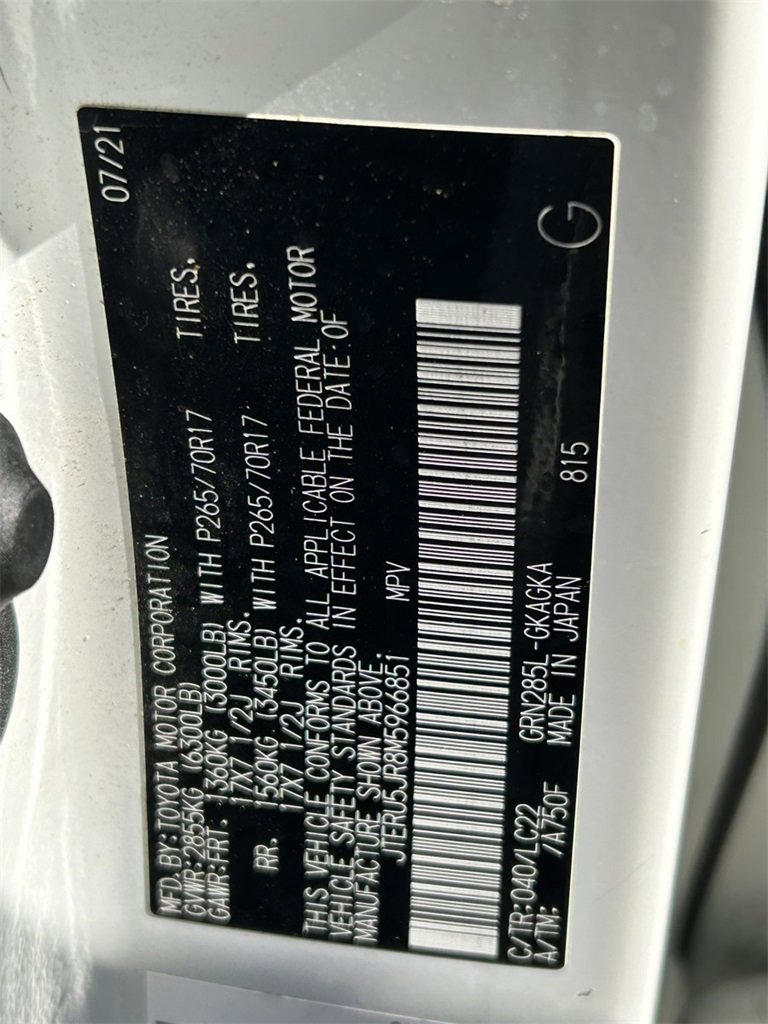 MFD. BY: TOYOTA MOTOR CORPORATION 07/21
GVWR: 2855KG (6300LB)
GAWR: FRT. 1360KG (3000LB) WITH P265/70R17 TIRES.
17X7 1/2J RIMS.
RR. 1560KG (3450LB) WITH P265/70R17 TIRES.
17X7 1/2J RIMS.
THIS VEHICLE CONFORMS TO ALL APPLICABLE FEDERAL MOTOR
VEHICLE SAFETY STANDARDS IN EFFECT ON THE DATE OF
MANUFACTURE SHOWN ABOVE.
JTERU5JR8M5966851 MPV
C/TR: 040/LC22 GRN285L-GKAGKA 815 G
A/TM: /A750F MADE IN JAPAN